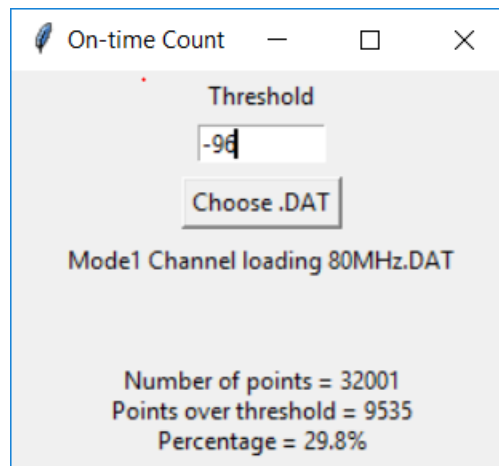 On-time Count
Threshold
-96
Choose .DAT
Mode1 Channel loading 80MHz.DAT
Number of points = 32001
Points over threshold = 9535
Percentage = 29.8%